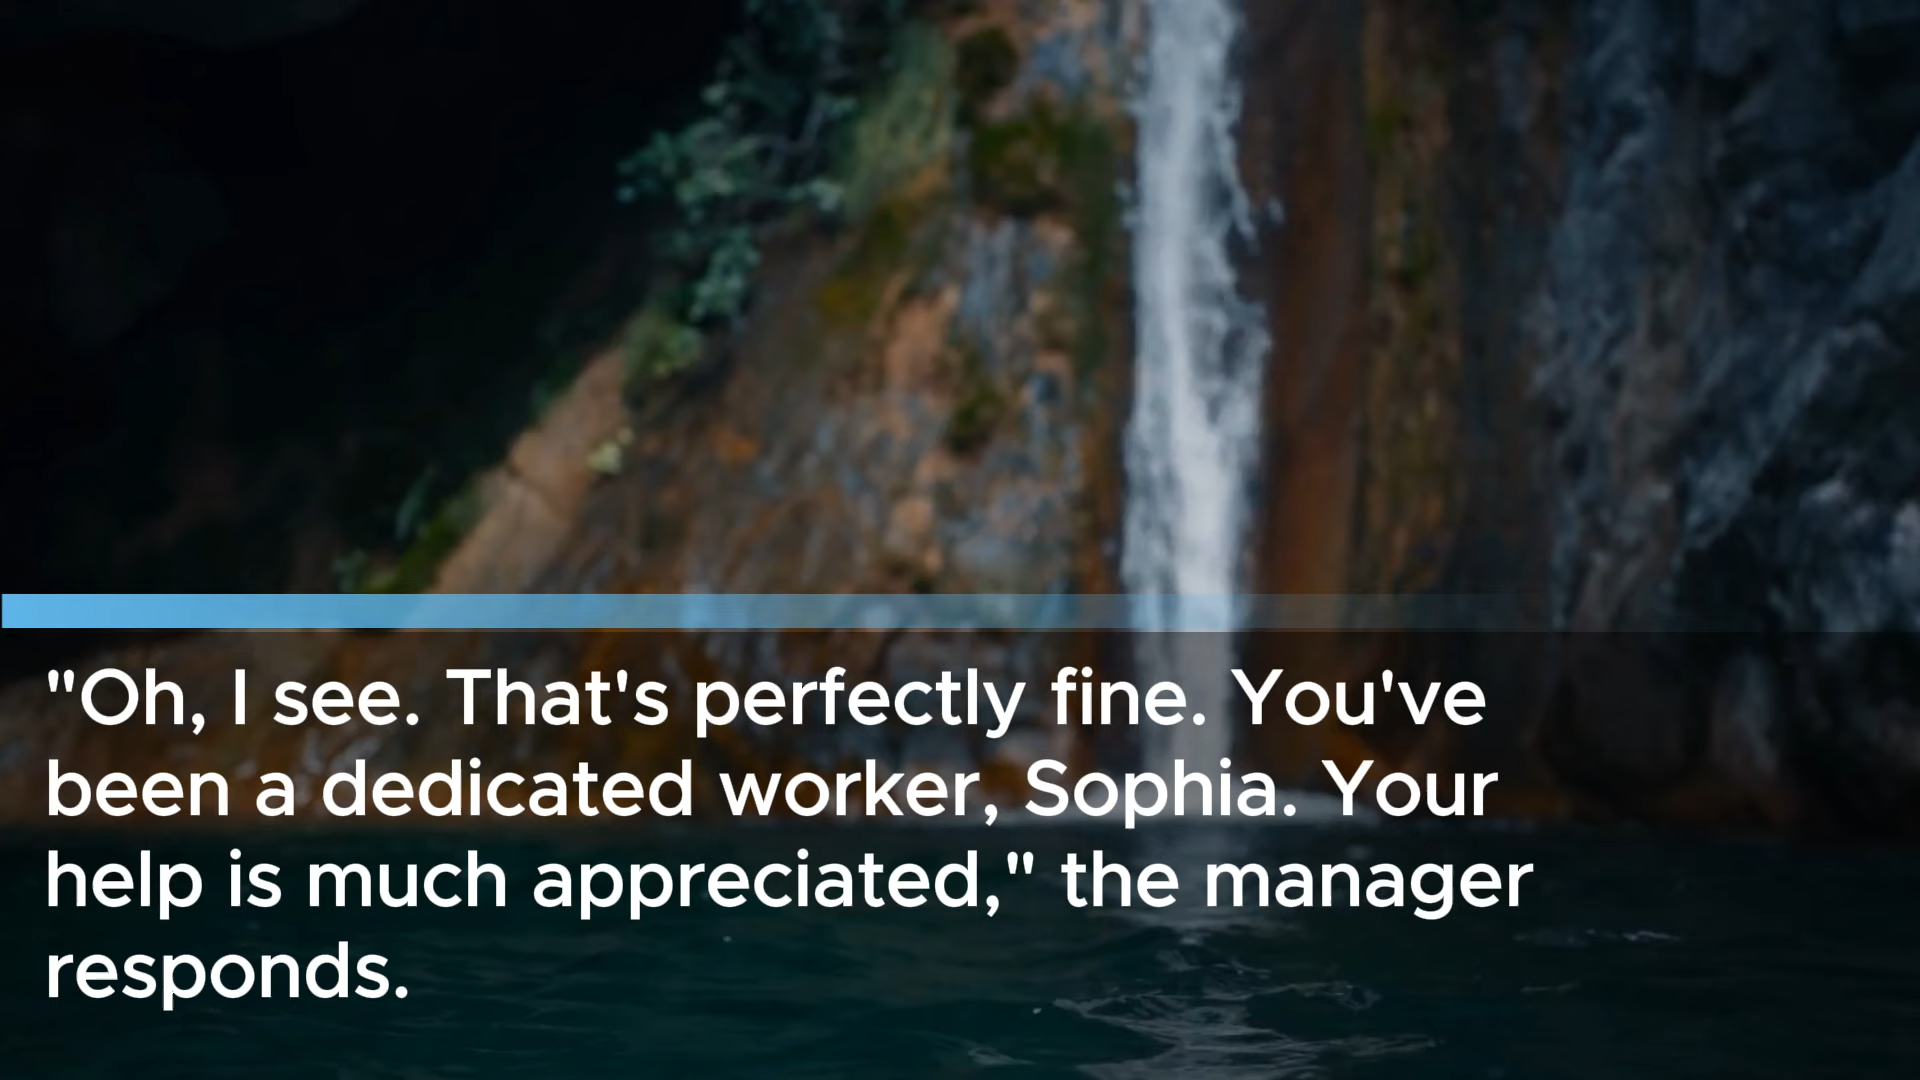 "Oh, I see. That's perfectly fine. You've
been a dedicated worker, Sophia. Your
help is much appreciated," the manager
responds.